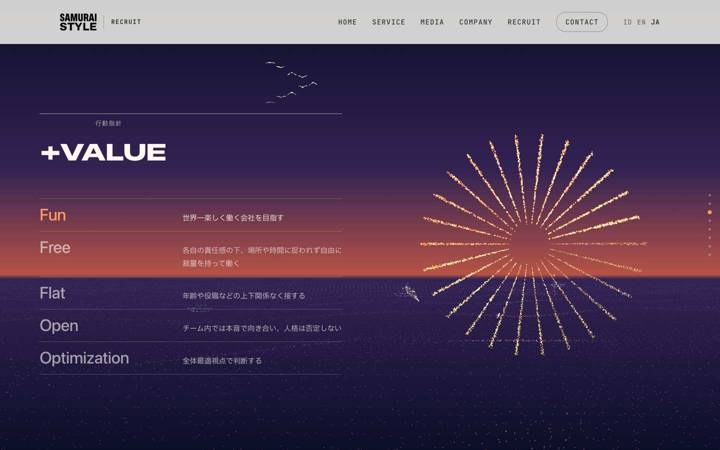 SAMURAI
STYLE
RECRUIT
HOME
SERVICE
MEDIA
COMPANY
RECRUIT
CONTACT
ID EN JA
行動指針
+VALUE
Fun
世界一楽しく働く会社を目指す
Free
各自の責任感の下、場所や時間に捉われず自由に
裁量を持って働く
Flat
年齢や役職などの上下関係なく接する
Open
チーム内では本音で向き合い、人格は否定しない
Optimization
全体最適視点で判断する